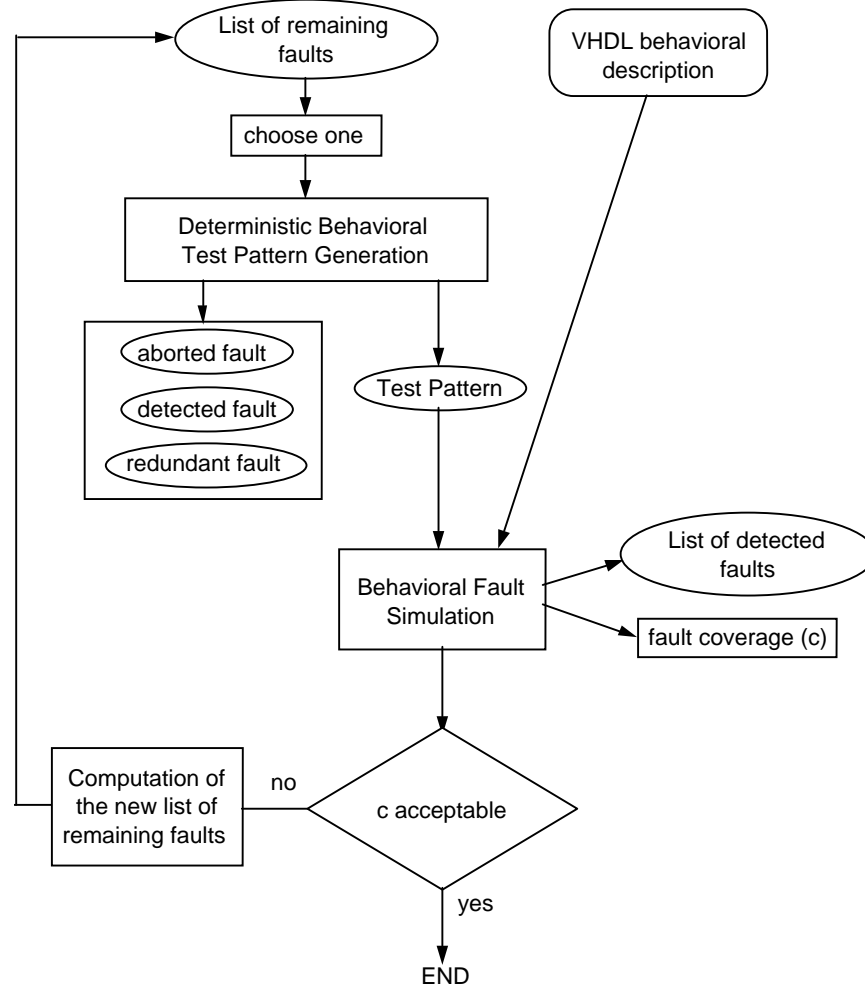 List of remaining
faults
VHDL behavioral
description
choose one
Deterministic Behavioral
Test Pattern Generation
aborted fault
detected fault
redundant fault
Test Pattern
List of detected
faults
Behavioral Fault
Simulation
fault coverage (c)
Computation of
the new list of
remaining faults
no
c acceptable
yes
END